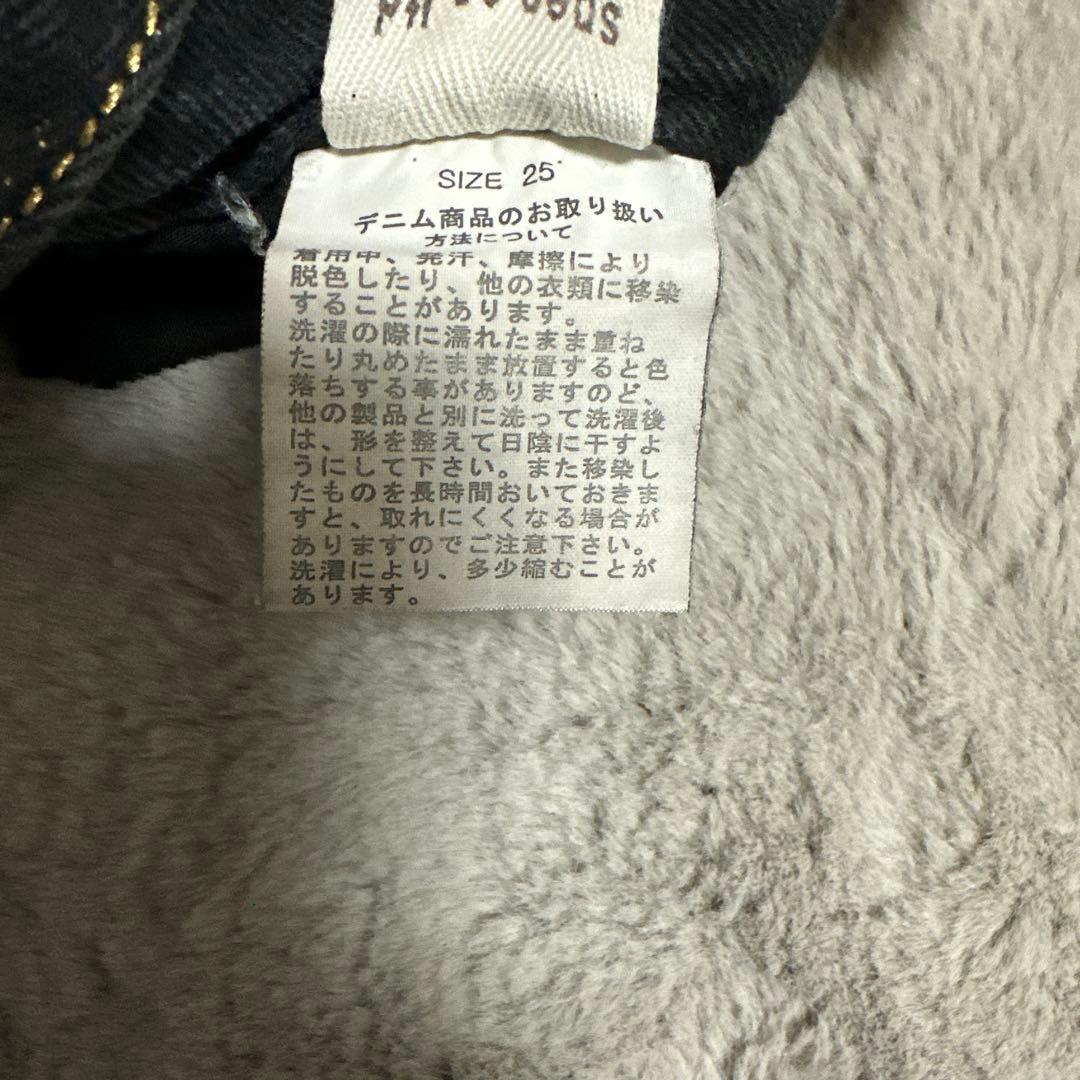 SIZE 25
デニム商品のお取り扱い
方法について
着用中、発汗、摩擦により
脱色したり、他の衣類に移染
することがあります。
洗濯の際に濡れたまま重ね
たり丸めたまま放置すると色
落ちする事がありますのど、
他の製品と別に洗って洗濯後
は、形を整えて日陰に干すよ
うにして下さい。また移染し
たものを長時間おいておきま
すと、取れにくくなる場合が
ありますのでご注意下さい。
洗濯により、多少縮むことが
あります。